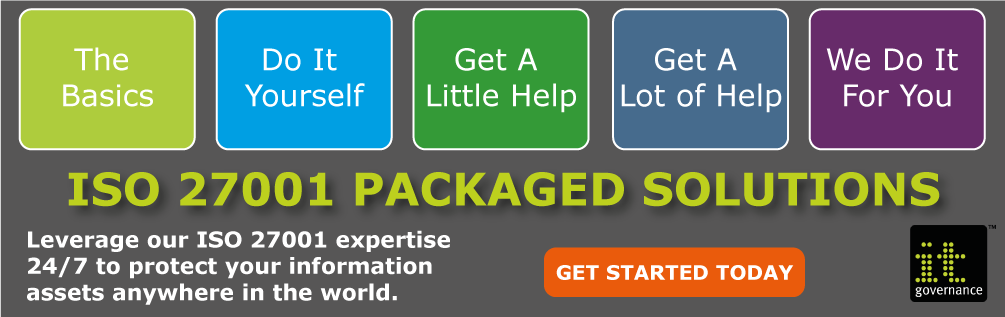 The
Basics
Do It
Yourself
Get A
Little Help
Get A
Lot of Help
We Do It
For You
ISO 27001 PACKAGED SOLUTIONS
Leverage our ISO 27001 expertise
24/7 to protect your information
assets anywhere in the world.
GET STARTED TODAY
it
governance
™